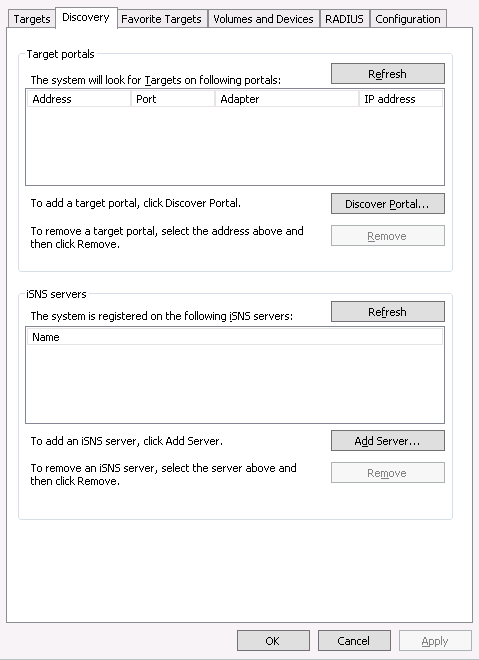 Targets Discovery Favorite Targets Volumes and Devices RADIUS Configuration
Target portals
The system will look for Targets on following portals: Refresh
Address Port Adapter IP address
To add a target portal, click Discover Portal. Discover Portal...
To remove a target portal, select the address above and
then click Remove.
Remove
iSNS servers
The system is registered on the following iSNS servers: Refresh
Name
To add an iSNS server, click Add Server. Add Server...
To remove an iSNS server, select the server above and
then click Remove.
Remove
OK Cancel Apply